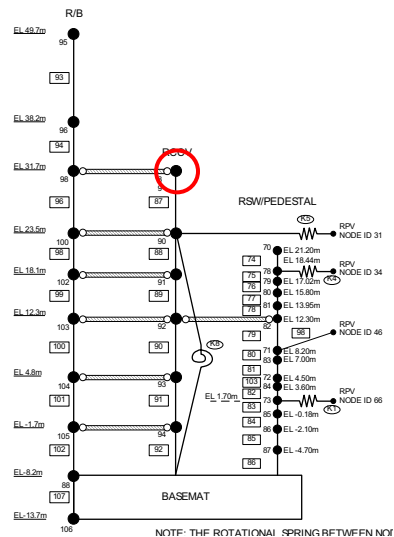 R/B
EL 49.7m
95
93
EL 38.2m
96
94
RCCV
EL 31.7m
98
96
87
RSW/PEDESTAL
K5
RPV
NODE ID 31
EL 23.5m
100
90
70
EL 21.20m
98
88
74
EL 18.44m
78
RPV
NODE ID 34
EL 18.1m
102
91
75
79
EL 17.02m
K4
76
80
EL 15.80m
99
89
77
81
EL 13.95m
78
EL 12.3m
103
92
82
EL 12.30m
98
RPV
NODE ID 46
100
90
K8
79
71
EL 8.20m
80
83
EL 7.00m
81
EL 4.8m
104
93
72
EL 4.50m
103
84
EL 3.60m
101
91
EL 1.70m
82
73
RPV
NODE ID 66
K1
83
85
EL -0.18m
EL -1.7m
105
94
84
86
EL -2.10m
102
92
85
87
EL -4.70m
EL-8.2m
88
86
107
BASEMAT
EL-13.7m
106
NOTE: THE ROTATIONAL SPRING BETWEEN NOD